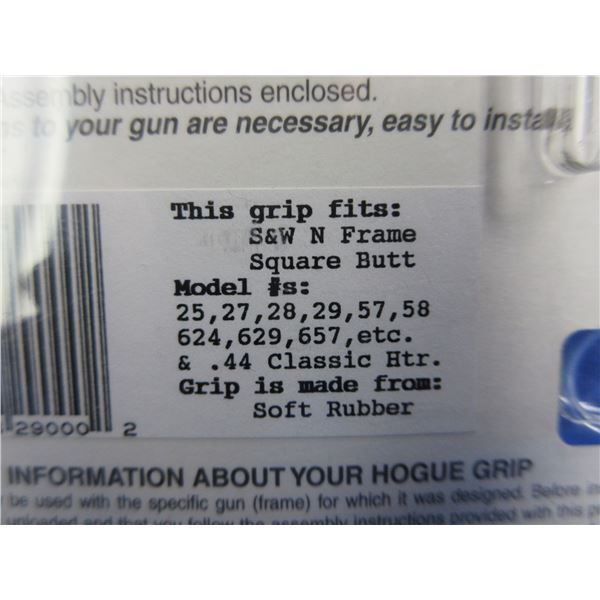 Assembly instructions enclosed.
to your gun are necessary, easy to install
This grip fits:
S&W N Frame
Square Butt
Model #s:
25,27,28,29,57,58
624,629,657,etc.
& .44 Classic Htr.
Grip is made from:
Soft Rubber
29000 2
INFORMATION ABOUT YOUR HOGUE GRIP
be used with the specific gun (frame) for which it was designed. Before
and that you follow the assembly instructions provided with this